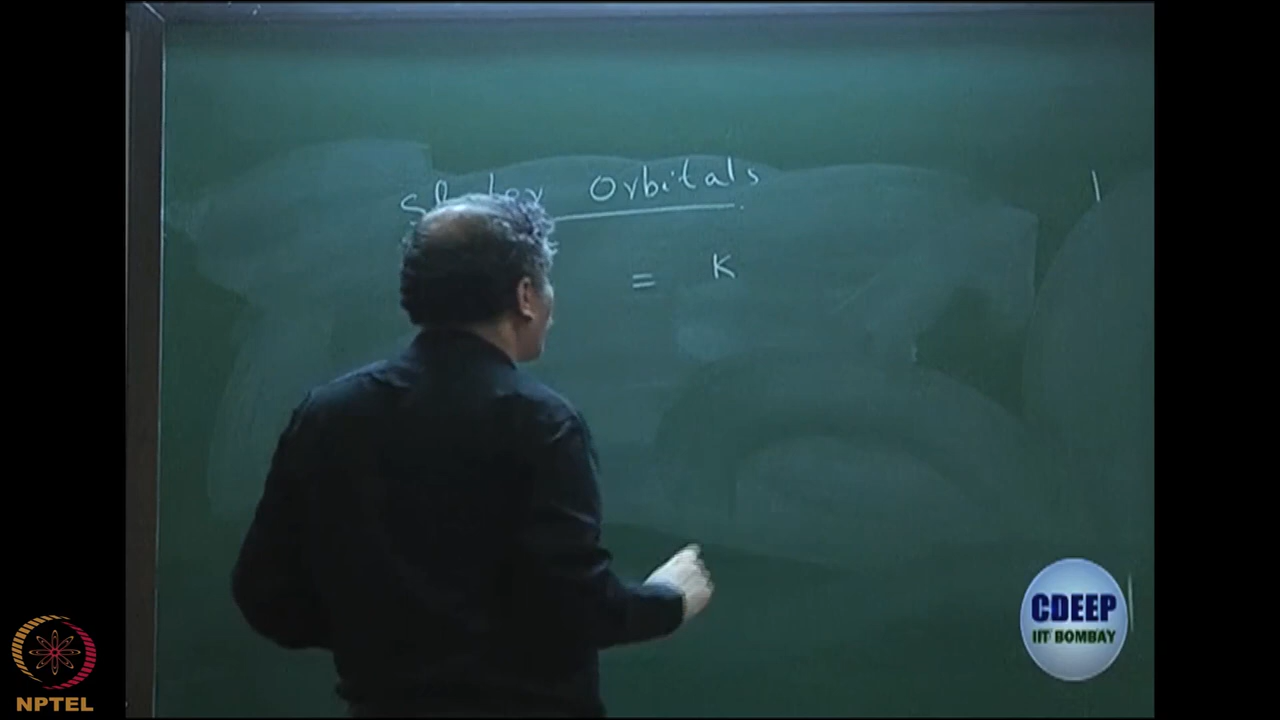 Orbitals
= K
CDEEP
IIT BOMBAY
NPTEL